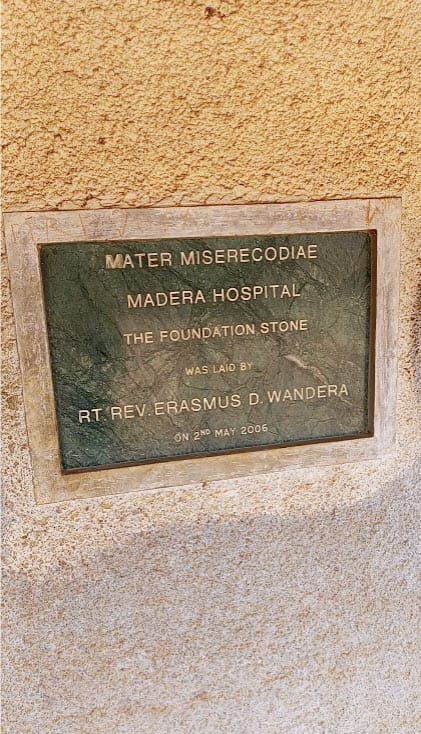 MATER MISERECODIAE
MADERA HOSPITAL
THE FOUNDATION STONE
WAS LAID BY
RT. REV. ERASMUS D. WANDERA
ON 2ND MAY 2006